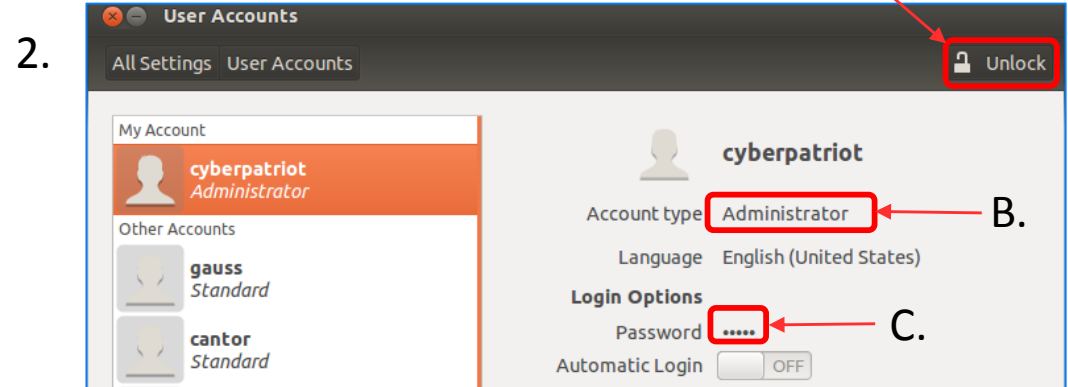 User Accounts
2.
All Settings User Accounts
Unlock
My Account
cyberpatriot
Administrator
Other Accounts
gauss
Standard
cantor
Standard
cyberpatriot
Account type Administrator
B.
Language English (United States)
Login Options
Password •••••
C.
Automatic Login OFF